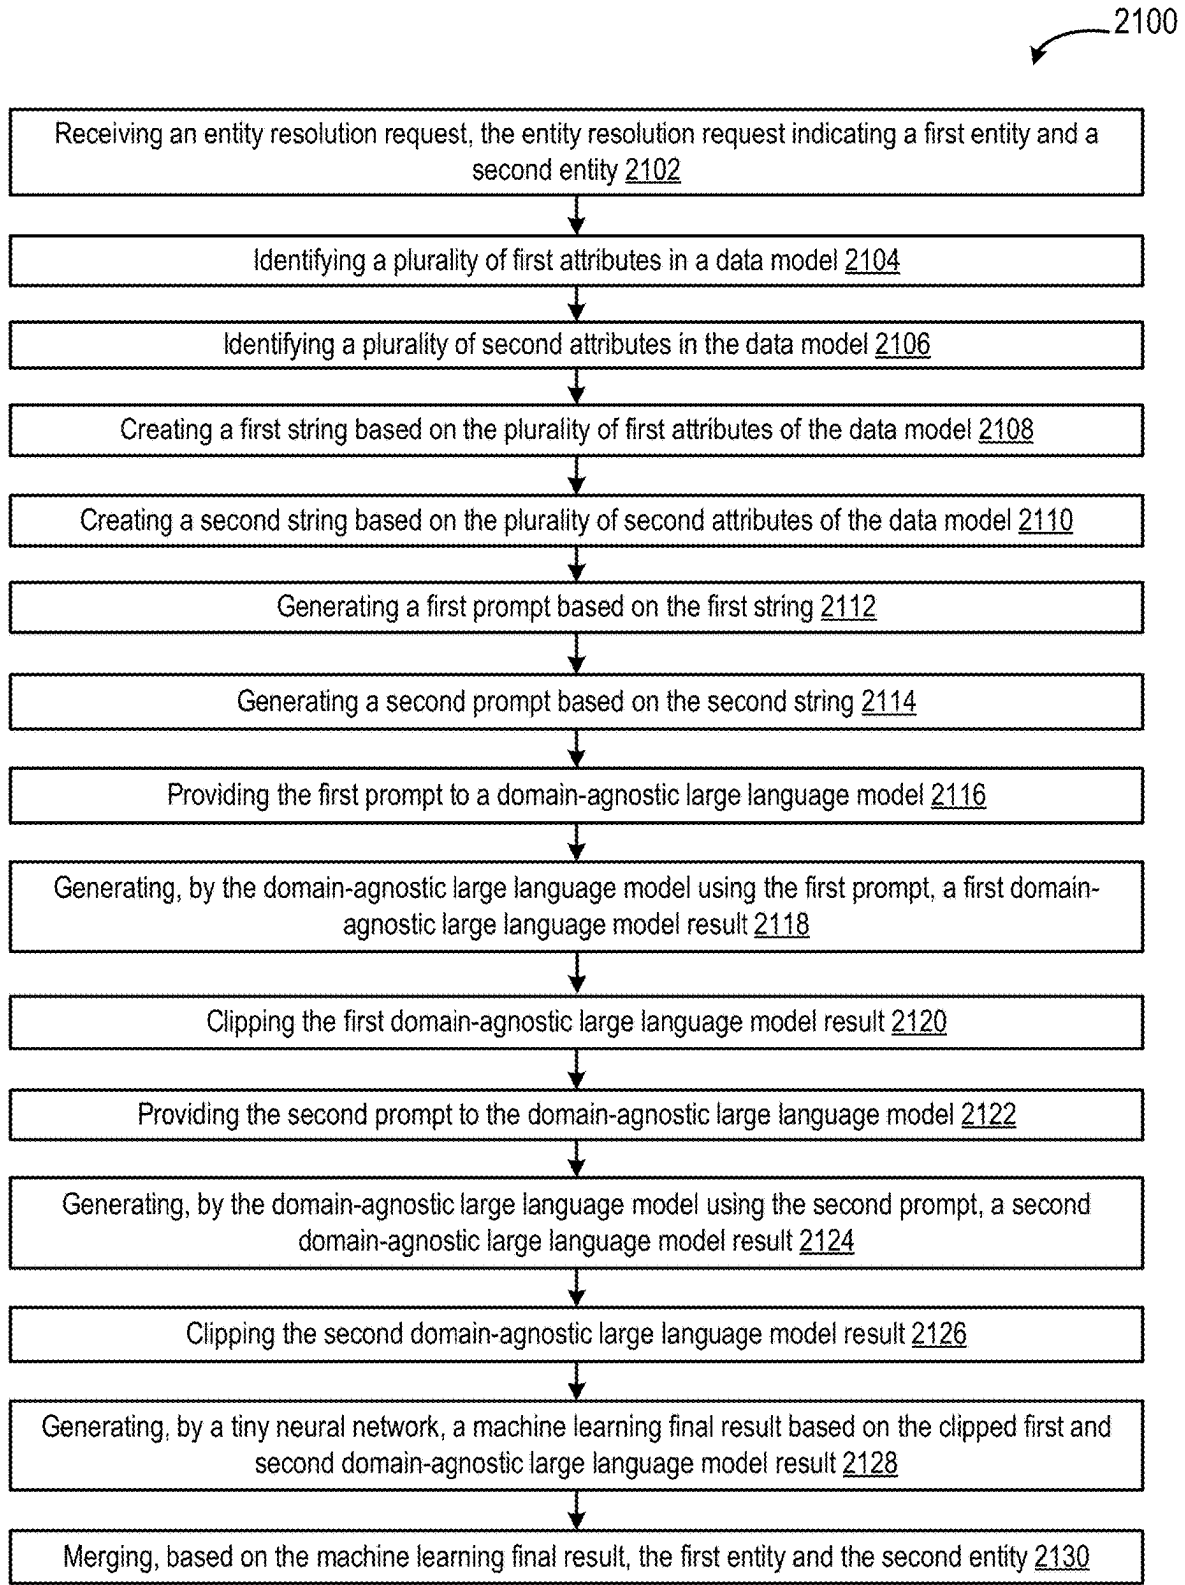 2100
Receiving an entity resolution request, the entity resolution request indicating a first entity and a
second entity 2102
Identifying a plurality of first attributes in a data model 2104
Identifying a plurality of second attributes in the data model 2106
Creating a first string based on the plurality of first attributes of the data model 2108
Creating a second string based on the plurality of second attributes of the data model 2110
Generating a first prompt based on the first string 2112
Generating a second prompt based on the second string 2114
Providing the first prompt to a domain-agnostic large language model 2116
Generating, by the domain-agnostic large language model using the first prompt, a first domain-
agnostic large language model result 2118
Clipping the first domain-agnostic large language model result 2120
Providing the second prompt to the domain-agnostic large language model 2122
Generating, by the domain-agnostic large language model using the second prompt, a second
domain-agnostic large language model result 2124
Clipping the second domain-agnostic large language model result 2126
Generating, by a tiny neural network, a machine learning final result based on the clipped first and
second domain-agnostic large language model result 2128
Merging, based on the machine learning final result, the first entity and the second entity 2130